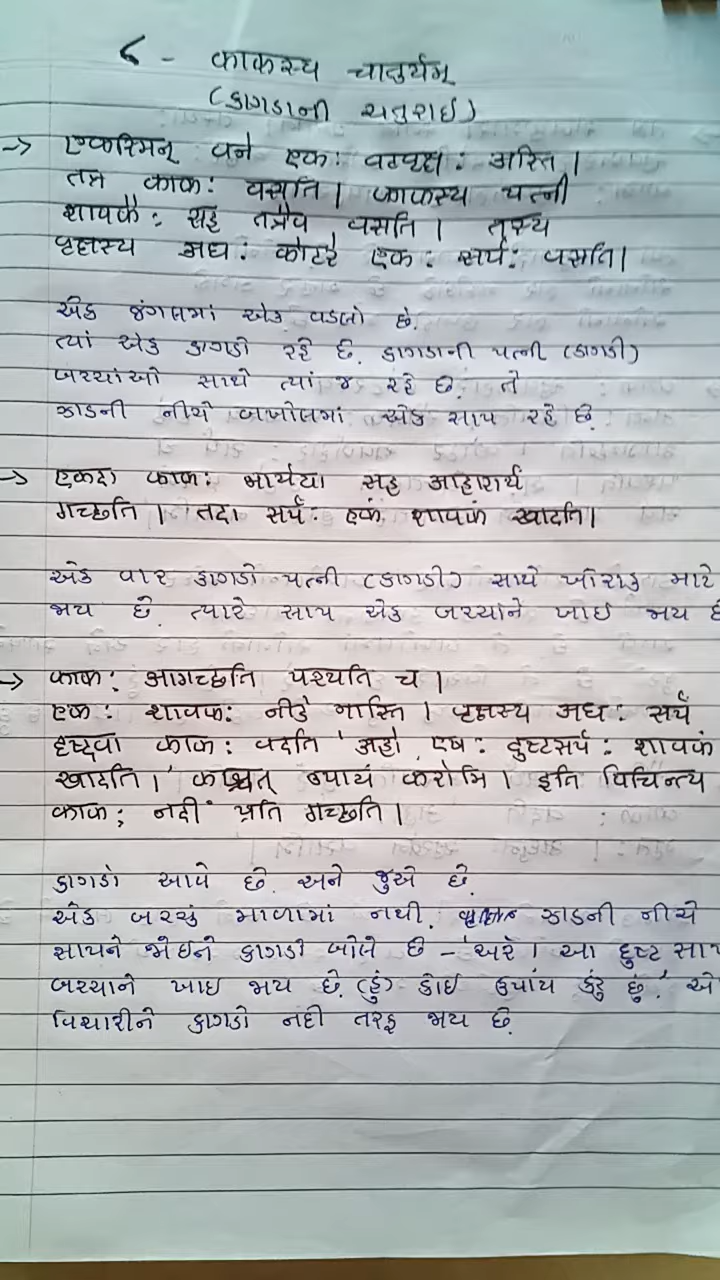 ૮ - काकस्य चातुर्यम्
(કાગડાની ચતુરાઈ)
→ एकस्मिन् वने एक: वटवृक्ष: अस्ति।
तत्र काक: वसति। काकस्य पत्नी
शावकै: सह तत्रैव वसति। तस्य
वृक्षस्य अध: कोटरे एक: सर्प: वसति।
એક જંગલમાં એક વડલો છે.
ત્યાં એક કાગડો રહે છે. કાગડાની પત્ની (કાગડી)
બચ્ચાંઓ સાથે ત્યાં જ રહે છે. તે
ઝાડની નીચે બખોલમાં એક સાપ રહે છે.
→ एकदा काक: भार्यया सह आहारार्थं
गच्छति। तदा सर्प: एकं शावकं खादति।
એક વાર કાગડો પત્ની (કાગડી) સાથે ખોરાક માટે
જાય છે. ત્યારે સાપ એક બચ્ચાને ખાઈ જાય છે
→ काक: आगच्छति पश्यति च।
एक: शावक: नीडे नास्ति। वृक्षस्य अध: सर्पं
दृष्ट्वा काक: वदति 'अहो, एष: दुष्टसर्प: शावकं
खादति।' कञ्चित् उपायं करोमि। इति विचिन्त्य
काक: नदीं प्रति गच्छति।
કાગડો આવે છે. અને જુએ છે.
એક બચ્ચું માળામાં નથી. ઝાડની નીચે
સાપને જોઈને કાગડો બોલે છે - 'અરે! આ દુષ્ટ સાપ
બચ્ચાને ખાઈ જાય છે. (હું) કોઈ ઉપાય કરું છું.' એ
વિચારીને કાગડો નદી તરફ જાય છે.